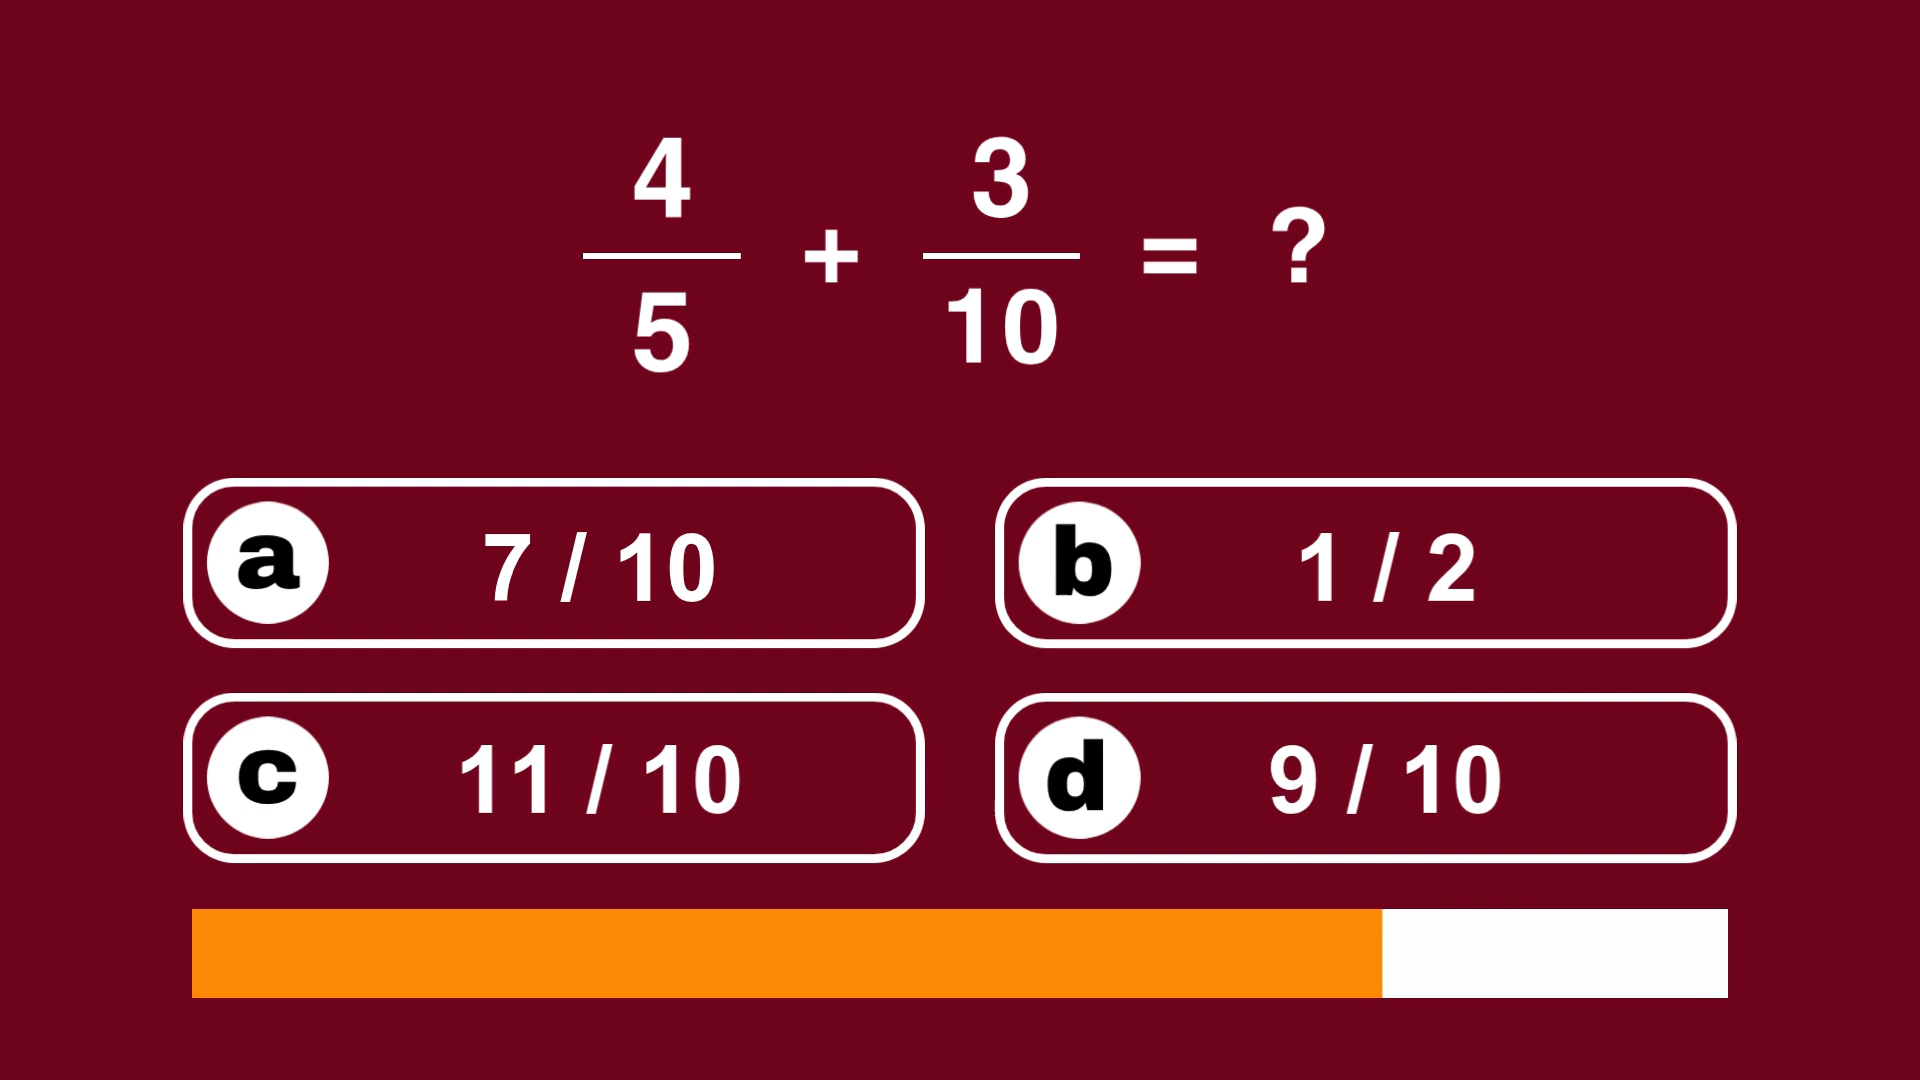 4/5 + 3/10 = ?
a 7 / 10
b 1 / 2
c 11 / 10
d 9 / 10